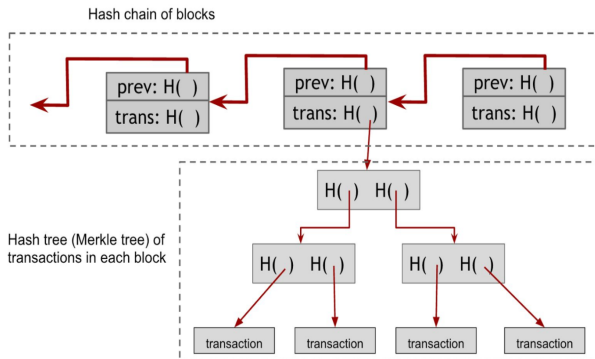 Hash chain of blocks
prev: H( )
prev: H( )
prev: H( )
trans: H( )
trans: H( )
trans: H( )
H( ) H( )
Hash tree (Merkle tree) of
transactions in each block
H( ) H( )
H( ) H( )
transaction
transaction
transaction
transaction